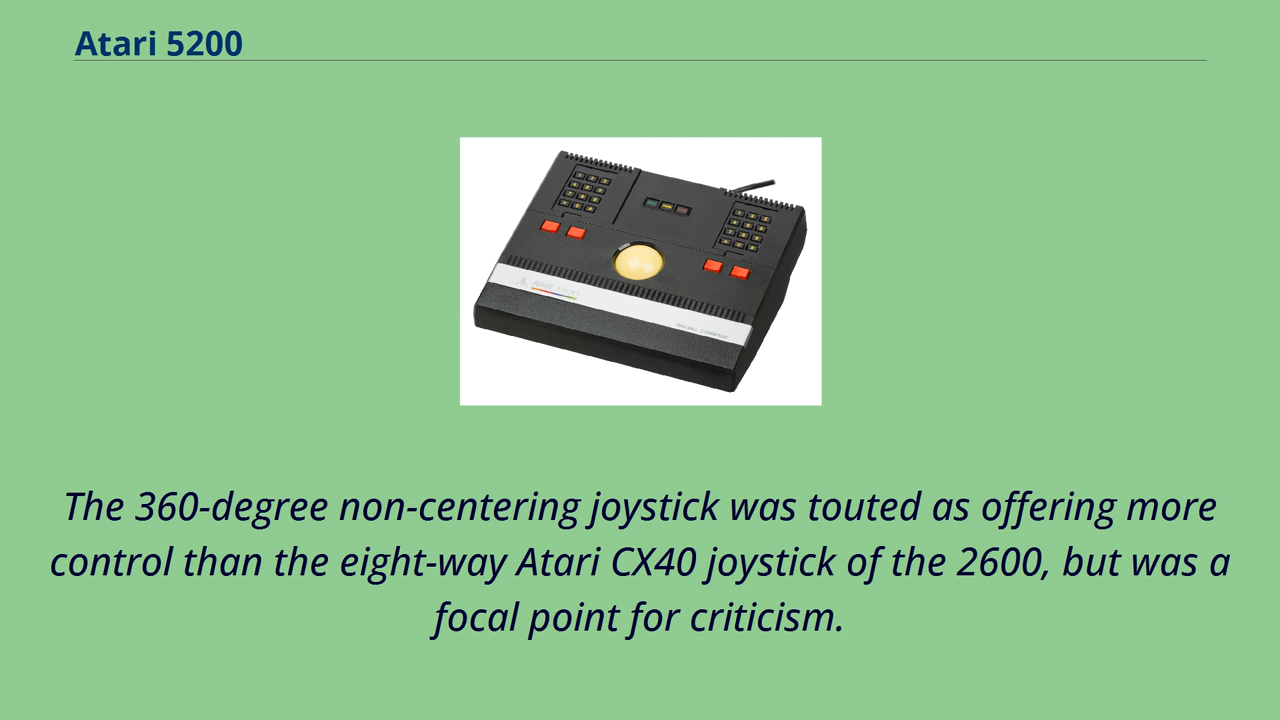 Atari 5200
The 360-degree non-centering joystick was touted as offering more
control than the eight-way Atari CX40 joystick of the 2600, but was a
focal point for criticism.